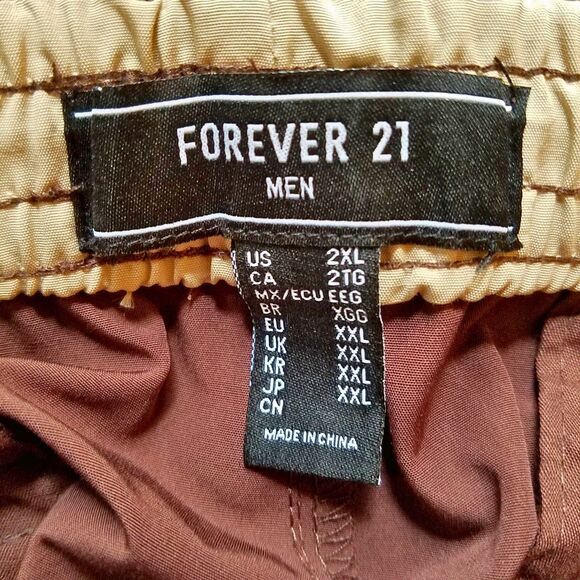 FOREVER 21
MEN
US 2XL
CA 2TG
MX/ECU EEG
BR XGG
EU XXL
UK XXL
KR XXL
JP XXL
CN
MADE IN CHINA